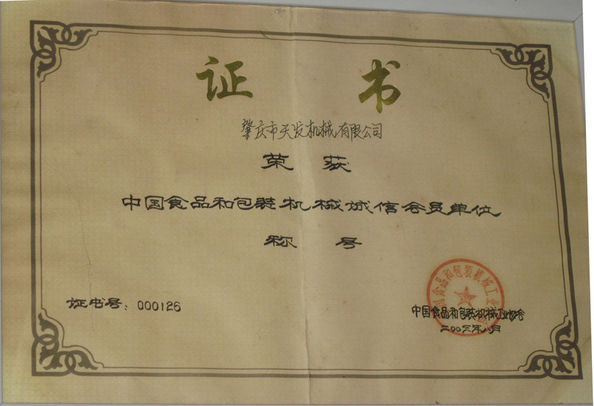 证书
肇庆市天发机械有限公司
荣获
中国食品和包装机械诚信会员单位
称号
证书号：000126
中国食品和包装机械工业协会